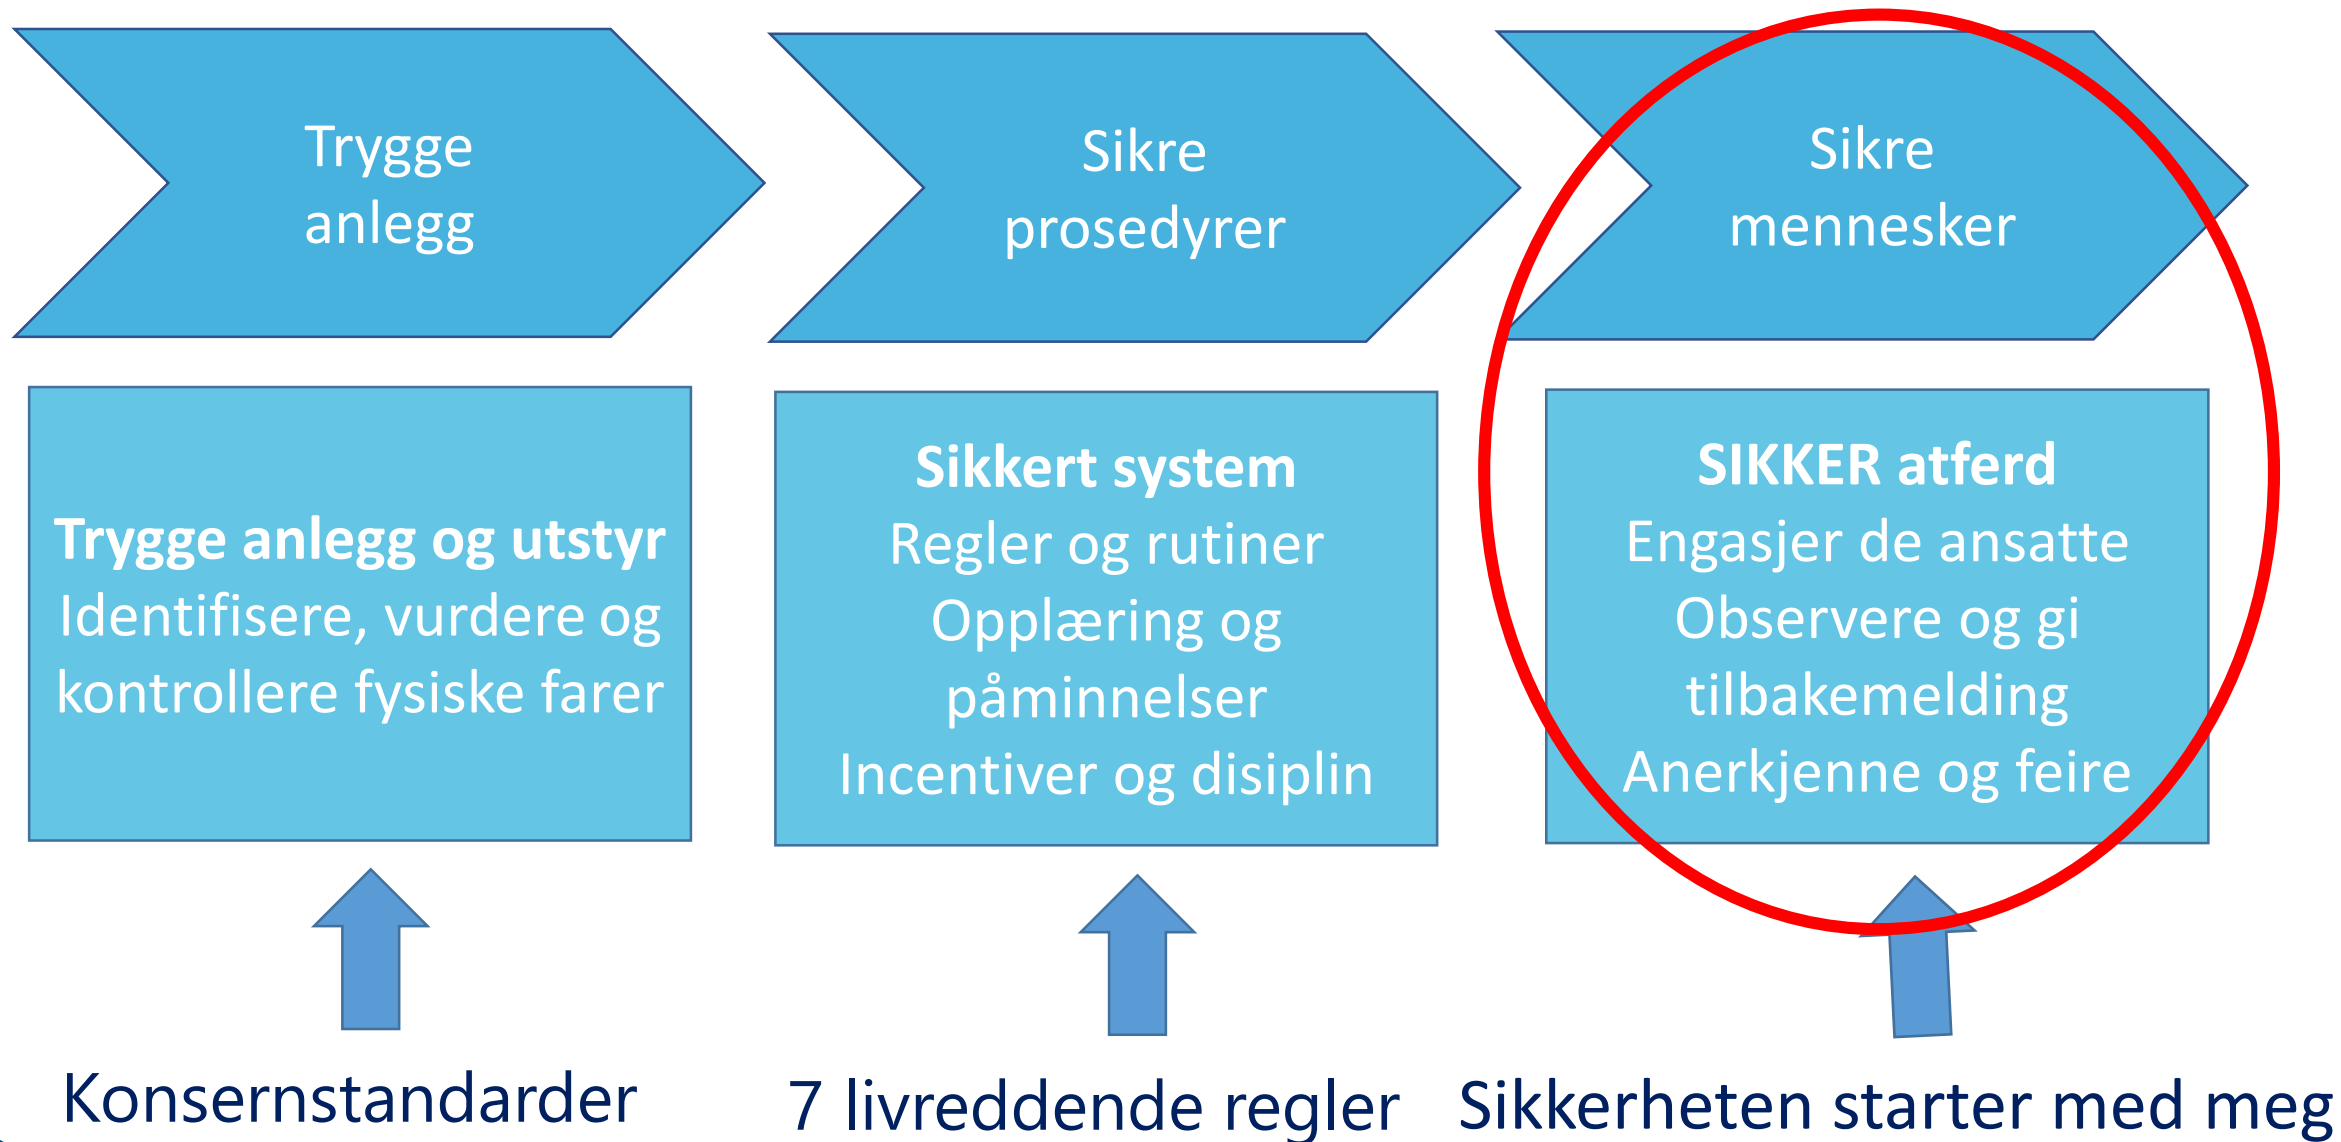 Trygge
anlegg
Sikre
prosedyrer
Sikre
mennesker
Trygge anlegg og utstyr
Identifisere, vurdere og
kontrollere fysiske farer
Sikkert system
Regler og rutiner
Opplæring og
påminnelser
Incentiver og disiplin
SIKKER atferd
Engasjer de ansatte
Observere og gi
tilbakemelding
Anerkjenne og feire
Konsernstandarder
7 livreddende regler
Sikkerheten starter med meg